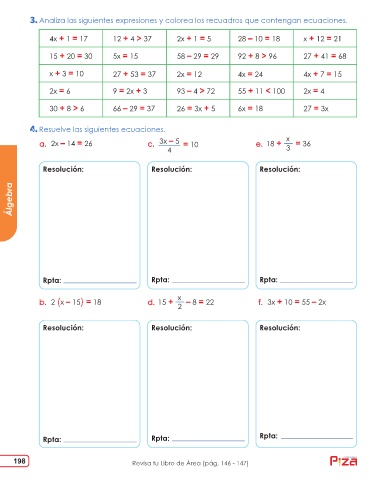 3. Analiza las siguientes expresiones y colorea los recuadros que contengan ecuaciones.
4x + 1 = 17 12 + 4 > 37 2x + 1 = 5 28 – 10 = 18 x + 12 = 21
15 + 20 = 30 5x = 15 58 – 29 = 29 92 + 8 > 96 27 + 41 = 68
x + 3 = 10 27 + 53 = 37 2x = 12 4x = 24 4x + 7 = 15
2x = 6 9 = 2x + 3 93 – 4 > 72 55 + 11 < 100 2x = 4
30 + 8 > 6 66 – 29 = 37 26 = 3x + 5 6x = 18 27 = 3x
4. Resuelve las siguientes ecuaciones.
a. 2x – 14 = 26 c. (3x – 5)/4 = 10 e. 18 + x/3 = 36
Resolución: Resolución: Resolución:
Álgebra
Rpta: Rpta: Rpta:
b. 2 (x – 15) = 18 d. 15 + x/2 – 8 = 22 f. 3x + 10 = 55 – 2x
Resolución: Resolución: Resolución:
Rpta: Rpta: Rpta:
198 Revisa tu Libro de Área (pág. 146 - 147)